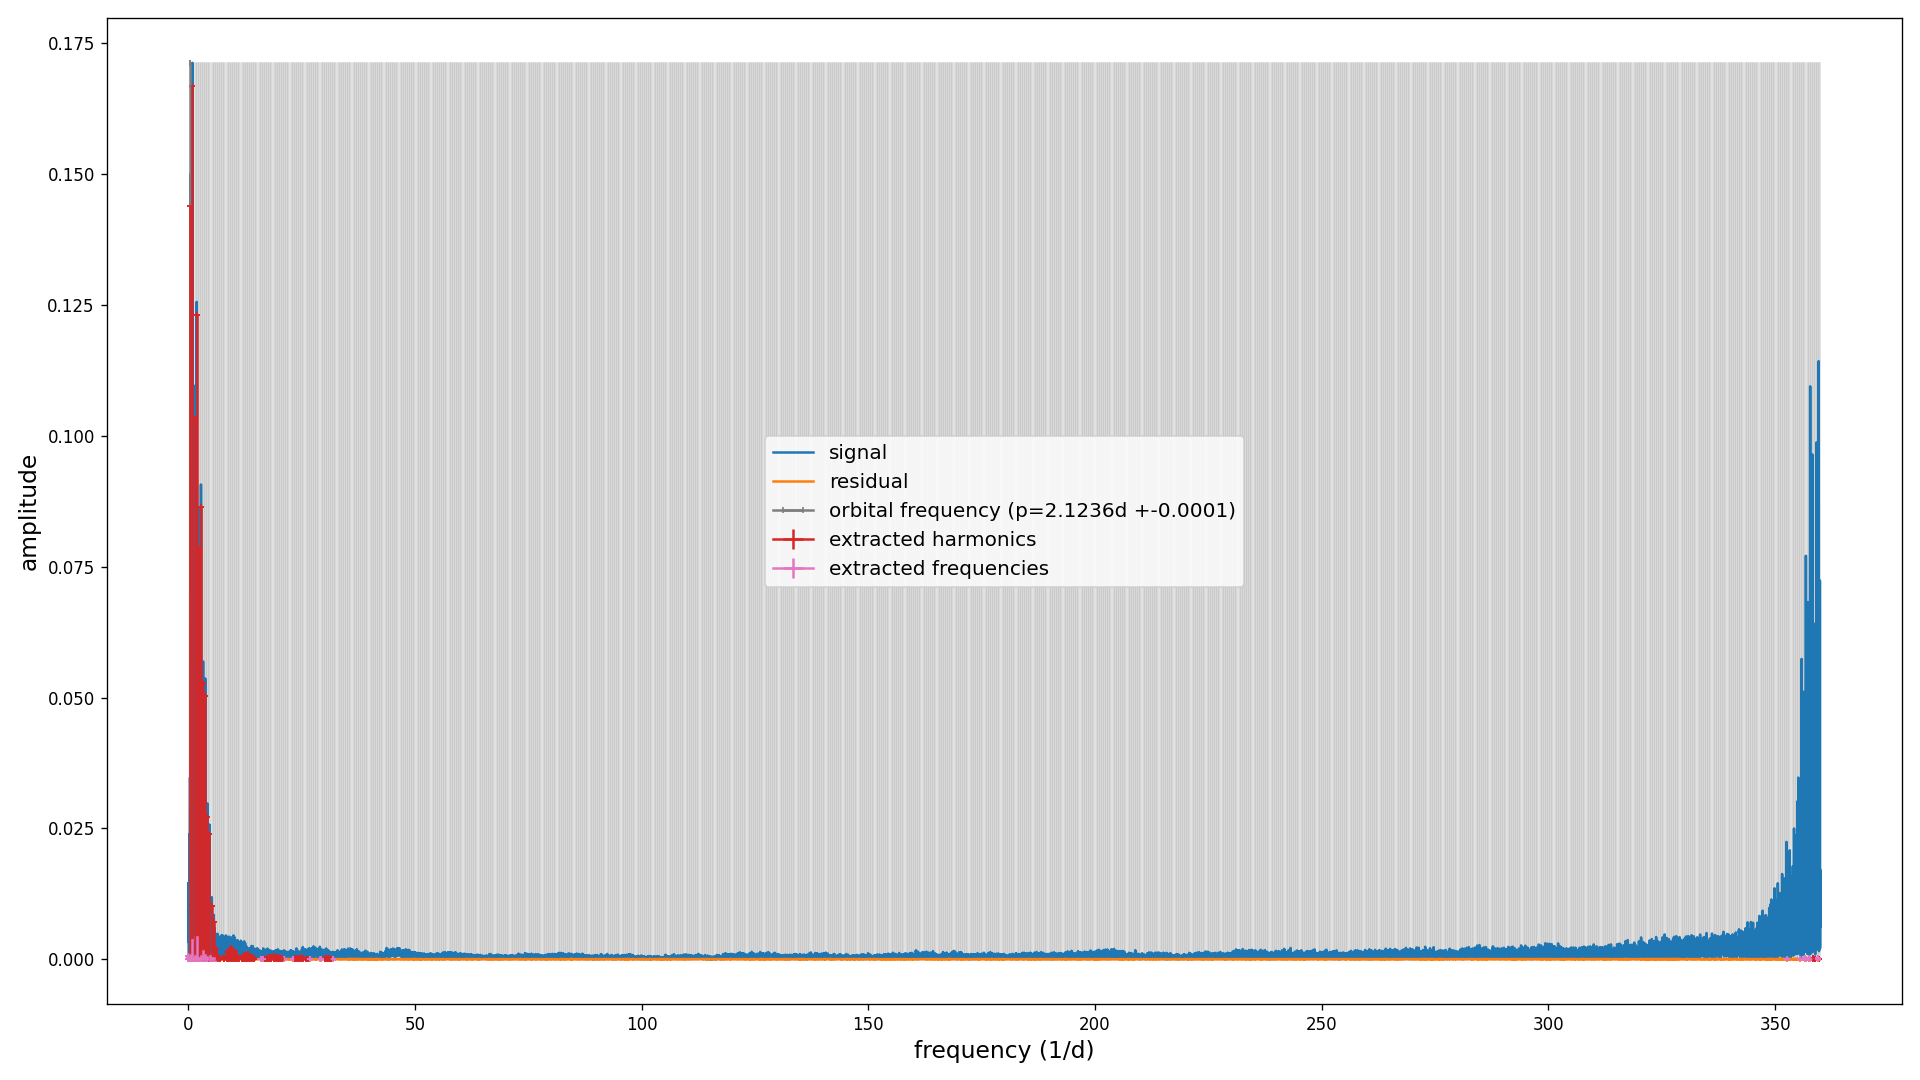 0.175
0.150
0.125
0.100
0.075
0.050
0.025
0.000
amplitude
signal
residual
orbital frequency (p=2.1236d +-0.0001)
extracted harmonics
extracted frequencies
0 50 100 150 200 250 300 350
frequency (1/d)